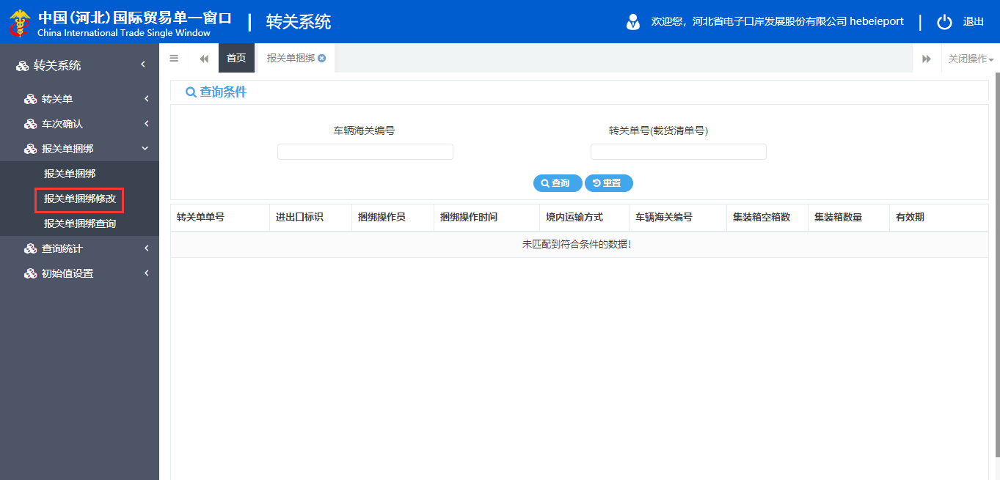 中国(河北)国际贸易单一窗口
China International Trade Single Window
转关系统
欢迎您，河北省电子口岸发展股份有限公司 hebeieport
退出
转关系统
转关单
车次确认
报关单捆绑
报关单捆绑
报关单捆绑修改
报关单捆绑查询
查询统计
初始值设置
首页
报关单捆绑
关闭操作
查询条件
车辆海关编号
转关单号(载货清单号)
查询
重置
转关单单号 进出口标识 捆绑操作员 捆绑操作时间 境内运输方式 车辆海关编号 集装箱空箱数 集装箱数量 有效期
未匹配到符合条件的数据!